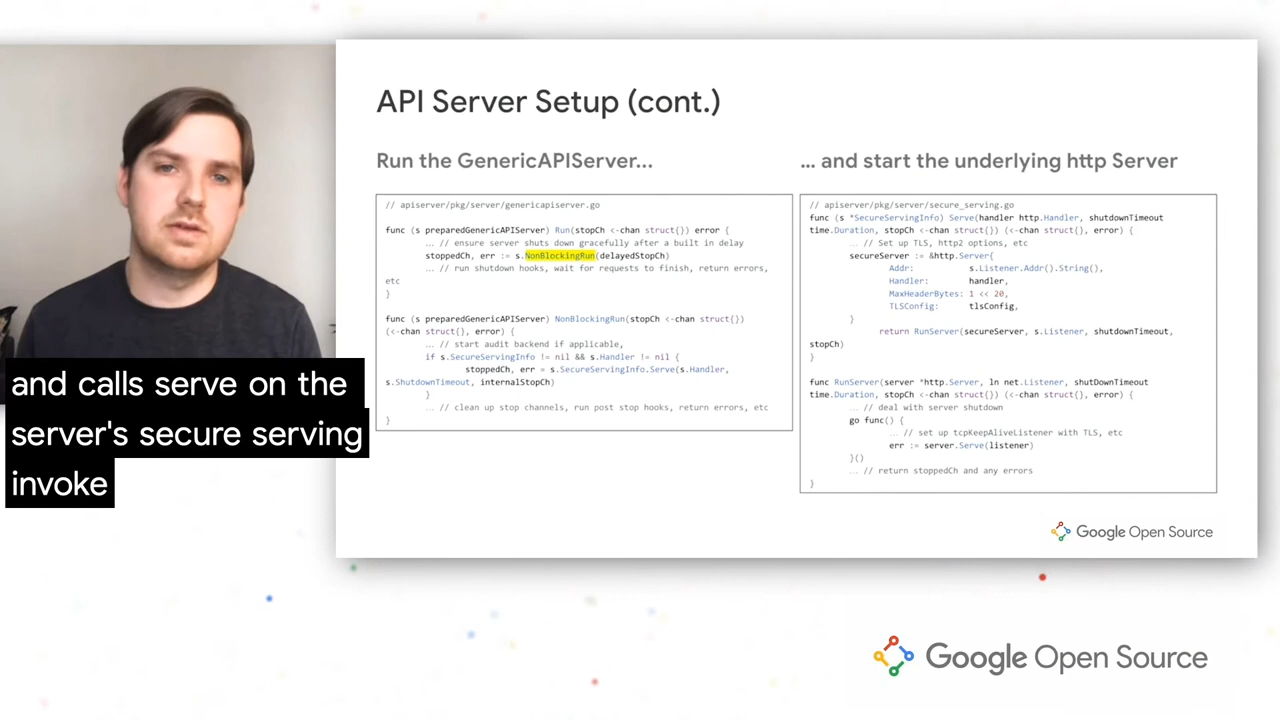 API Server Setup (cont.)
Run the GenericAPIServer...
// apiserver/pkg/server/genericapiserver.go
func (s preparedGenericAPIServer) Run(stopCh <-chan struct{}) error {
... // ensure server shuts down gracefully after a built in delay
stoppedCh, err := s.NonBlockingRun(delayedStopCh)
... // run shutdown hooks, wait for requests to finish, return errors,
etc
}
func (s preparedGenericAPIServer) NonBlockingRun(stopCh <-chan struct{})
(<-chan struct{}, error) {
... // start audit backend if applicable,
if s.SecureServingInfo != nil && s.Handler != nil {
stoppedCh, err = s.SecureServingInfo.Serve(s.Handler,
s.ShutdownTimeout, internalStopCh)
}
... // clean up stop channels, run post stop hooks, return errors, etc
}
... and start the underlying http Server
// apiserver/pkg/server/secure_serving.go
func (s *SecureServingInfo) Serve(handler http.Handler, shutdownTimeout
time.Duration, stopCh <-chan struct{}) (<-chan struct{}, error) {
... // Set up TLS, http2 options, etc
secureServer := &http.Server{
Addr: s.Listener.Addr().String(),
Handler: handler,
MaxHeaderBytes: 1 << 20,
TLSConfig: tlsConfig,
}
return RunServer(secureServer, s.Listener, shutdownTimeout,
stopCh)
}
func RunServer(server *http.Server, ln net.Listener, shutDownTimeout
time.Duration, stopCh <-chan struct{}) (<-chan struct{}, error) {
... // deal with server shutdown
go func() {
... // set up tcpKeepAliveListener with TLS, etc
err := server.Serve(listener)
}()
... // return stoppedCh and any errors
}
Google Open Source
and calls serve on the
server's secure serving
invoke
Google Open Source